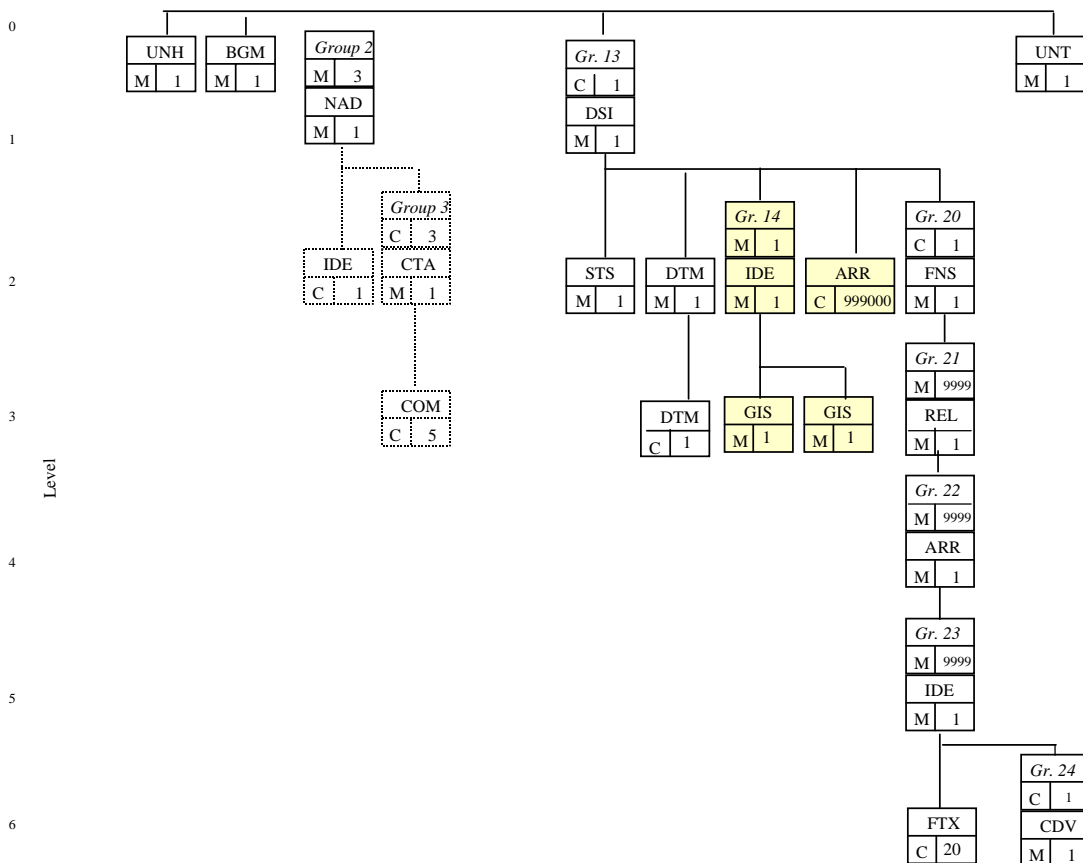 0
UNH
M 1
BGM
M 1
Group 2
M 3
NAD
M 1
Gr. 13
C 1
DSI
M 1
UNT
M 1
1
Group 3
C 3
IDE
C 1
CTA
M 1
STS
M 1
DTM
M 1
Gr. 14
M 1
IDE
M 1
ARR
C 999000
Gr. 20
C 1
FNS
M 1
2
COM
C 5
DTM
C 1
GIS
M 1
GIS
M 1
Gr. 21
M 9999
REL
M 1
3
Level
Gr. 22
M 9999
ARR
M 1
4
Gr. 23
M 9999
IDE
M 1
5
Gr. 24
C 1
FTX
C 20
CDV
M 1
6